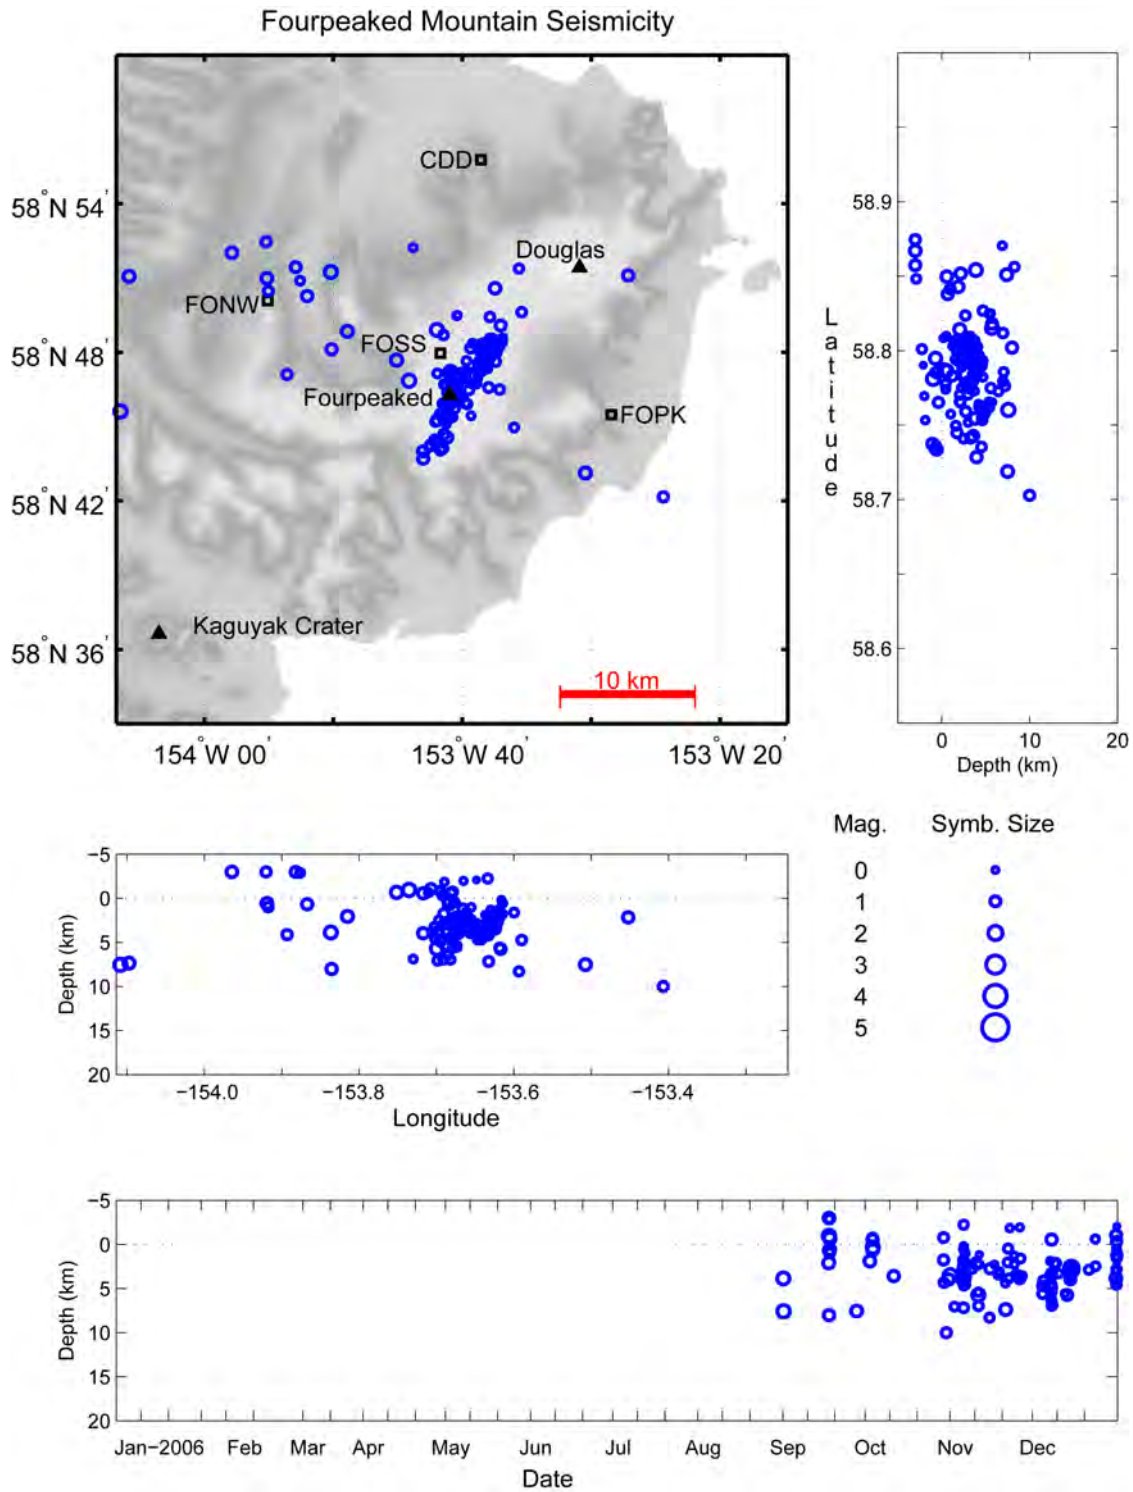 Fourpeaked Mountain Seismicity
CDD
58°N 54'
Douglas
FONW
58°N 48'
FOSS
Fourpeaked
FOPK
58°N 42'
Kaguyak Crater
58°N 36'
10 km
154°W 00'
153°W 40'
153°W 20'
58.9
58.8
58.7
58.6
Latitude
0
10
20
Depth (km)
−5
0
5
10
15
20
Depth (km)
−154.0
−153.8
−153.6
−153.4
Longitude
Mag.
Symb. Size
0
1
2
3
4
5
−5
0
5
10
15
20
Depth (km)
Jan−2006
Feb
Mar
Apr
May
Jun
Jul
Aug
Sep
Oct
Nov
Dec
Date